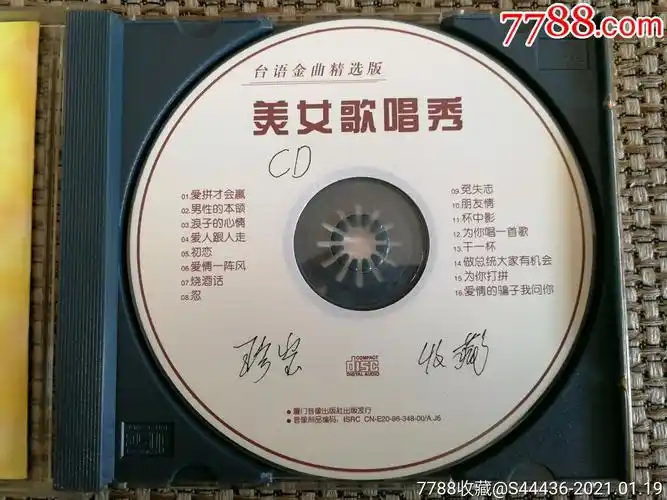 7788.com
台语金曲精选版
美女歌唱秀
CD
01.爱拼才会赢
02.男性的本领
03.浪子的心情
04.爱人跟人走
05.初恋
06.爱情一阵风
07.烧酒话
08.忍
09.免失志
10.朋友情
11.杯中影
12.为你唱一首歌
13.干一杯
14.做总统大家有机会
15.为你打拼
16.爱情的骗子我问你
珍宝
收藏
COMPACT
disc
DIGITAL AUDIO
●厦门音像出版社出版发行
●音像制品编码：ISRC CN-E20-96-348-00/A.J6
7788收藏@S44436-2021.01.19